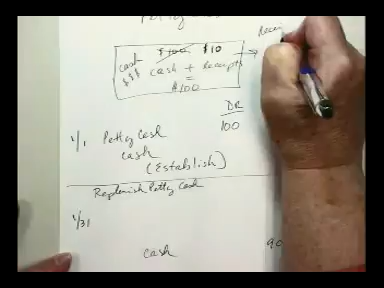 Petty Cash
$100 $10
cash
cash + receipts
$$$
=
$100
DR
100
1/1 Petty Cash
cash
(Establish)
Replenish Petty Cash
1/31
cash
90